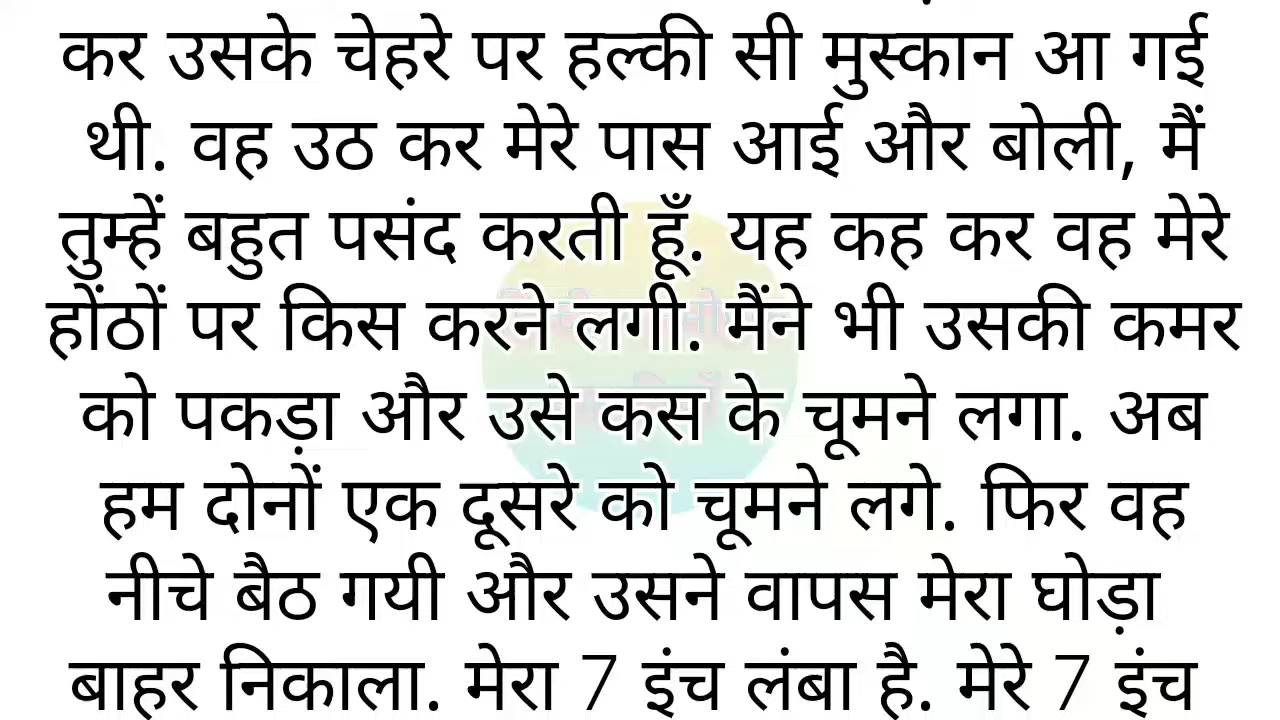 कर उसके चेहरे पर हल्की सी मुस्कान आ गई
थी. वह उठ कर मेरे पास आई और बोली, मैं
तुम्हें बहुत पसंद करती हूँ. यह कह कर वह मेरे
होंठों पर किस करने लगी. मैंने भी उसकी कमर
को पकड़ा और उसे कस के चूमने लगा. अब
हम दोनों एक दूसरे को चूमने लगे. फिर वह
नीचे बैठ गयी और उसने वापस मेरा घोड़ा
बाहर निकाला. मेरा 7 इंच लंबा है. मेरे 7 इंच